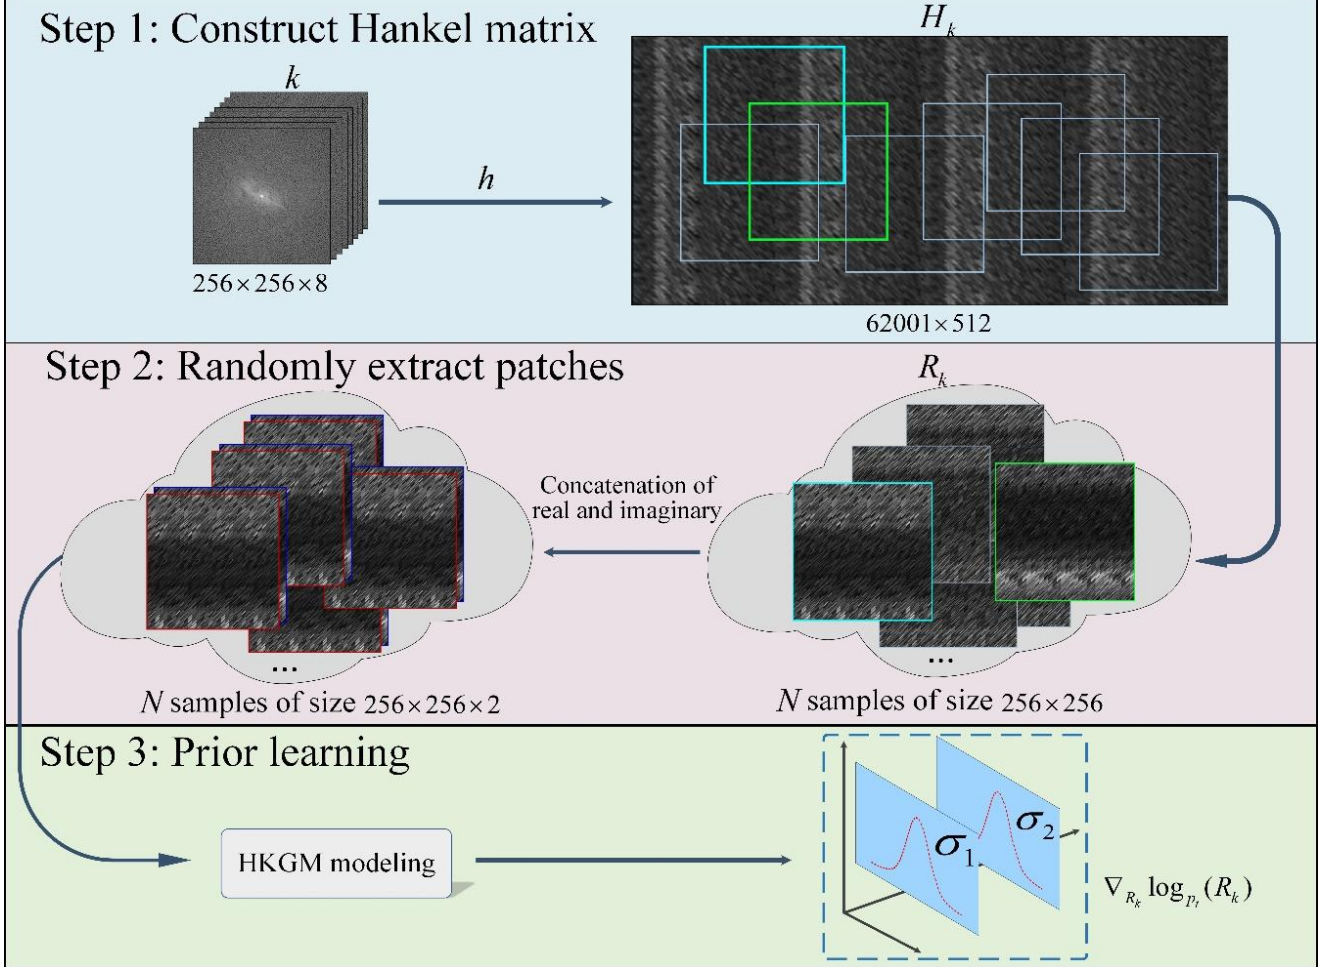 Step 1: Construct Hankel matrix
H_k
k
h
256×256×8
62001×512
Step 2: Randomly extract patches
R_k
Concatenation of
real and imaginary
...
...
N samples of size 256×256×2
N samples of size 256×256
Step 3: Prior learning
HKGM modeling
σ₁
σ₂
∇_{R_k} log_{p_t}(R_k)